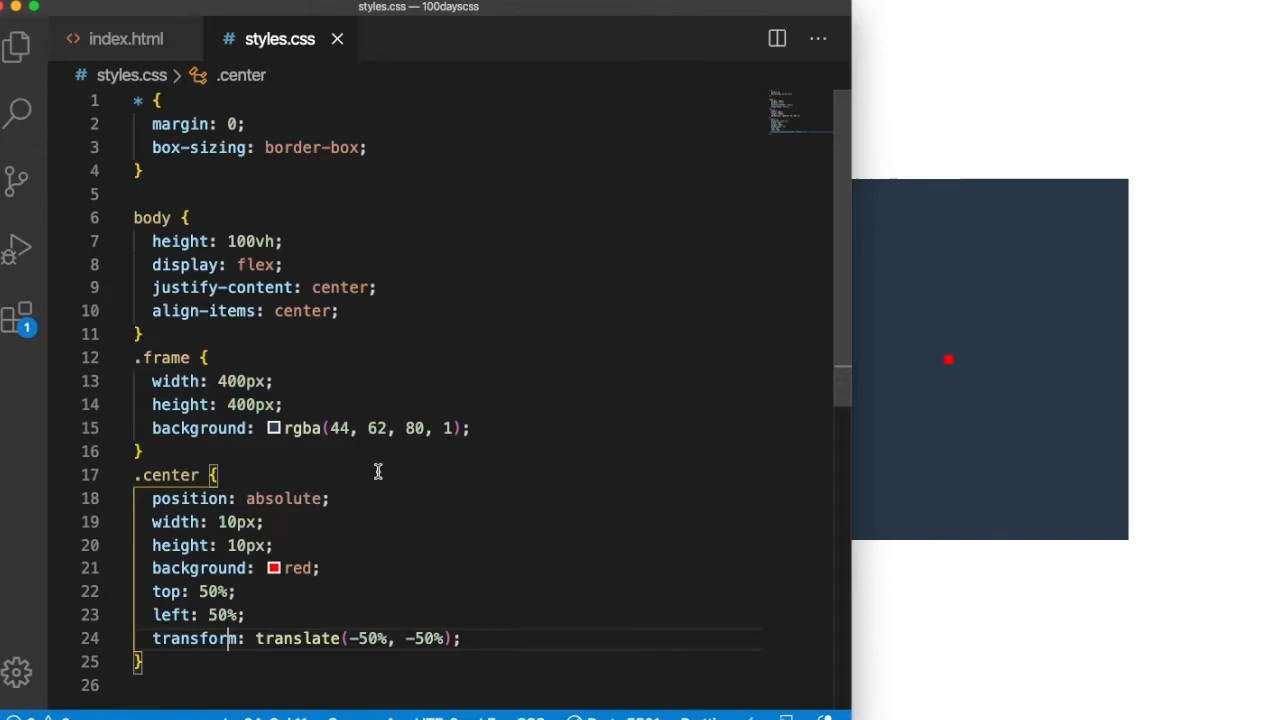 styles.css — 100dayscss
index.html
# styles.css
# styles.css > .center
1 * {
2 margin: 0;
3 box-sizing: border-box;
4 }
5
6 body {
7 height: 100vh;
8 display: flex;
9 justify-content: center;
10 align-items: center;
11 }
12 .frame {
13 width: 400px;
14 height: 400px;
15 background: rgba(44, 62, 80, 1);
16 }
17 .center {
18 position: absolute;
19 width: 10px;
20 height: 10px;
21 background: red;
22 top: 50%;
23 left: 50%;
24 transform: translate(-50%, -50%);
25 }
26
1